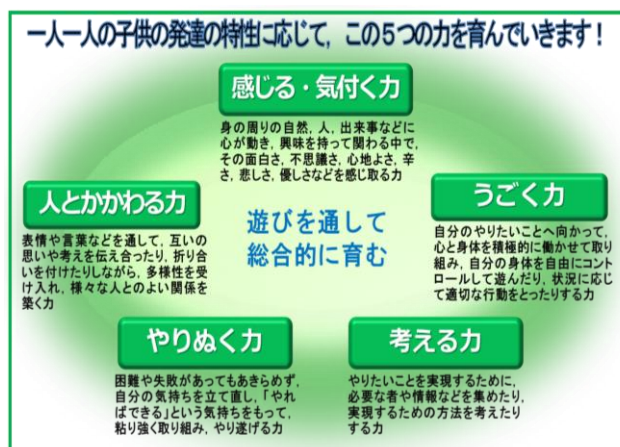 一人一人の子供の発達の特性に応じて，この５つの力を育んでいきます！
感じる・気付く力
身の周りの自然，人，出来事などに
心が動き，興味を持って関わる中で，
その面白さ，不思議さ，心地よさ，辛
さ，悲しさ，優しさなどを感じ取る力
人とかかわる力
表情や言葉などを通して，互いの
思いや考えを伝え合ったり，折り合
いを付けたりしながら，多様性を受
け入れ，様々な人とのよい関係を
築く力
遊びを通して
総合的に育む
うごく力
自分のやりたいことへ向かって，
心と身体を積極的に働かせて取り
組み，自分の身体を自由にコント
ロールして遊んだり，状況に応じ
て適切な行動をとったりする力
やりぬく力
困難や失敗があってもあきらめず，
自分の気持ちを立て直し，「やれ
ばできる」という気持ちをもって，
粘り強く取り組み，やり遂げる力
考える力
やりたいことを実現するために，
必要な者や情報などを集めたり，
実現するための方法を考えたり
する力